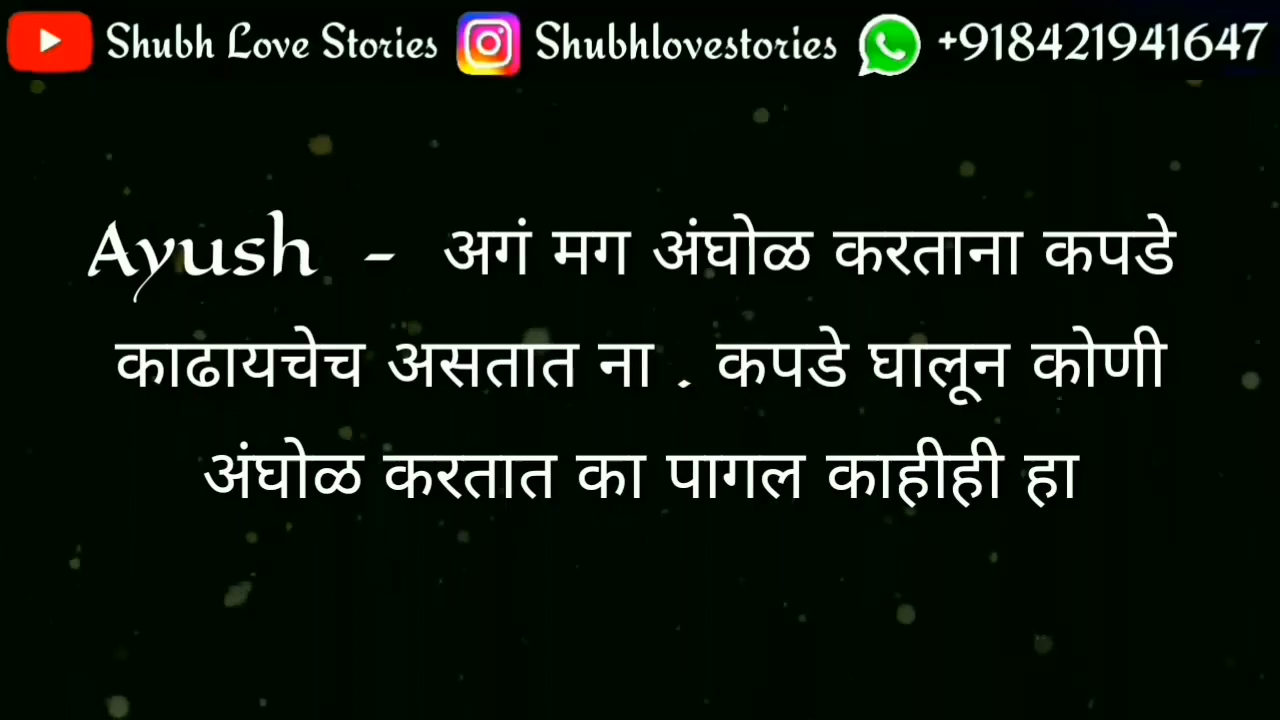 Shubh Love Stories Shubhlovestories +918421941647
Ayush - अगं मग अंघोळ करताना कपडे
काढायचेच असतात ना . कपडे घालून कोणी
अंघोळ करतात का पागल काहीही हा